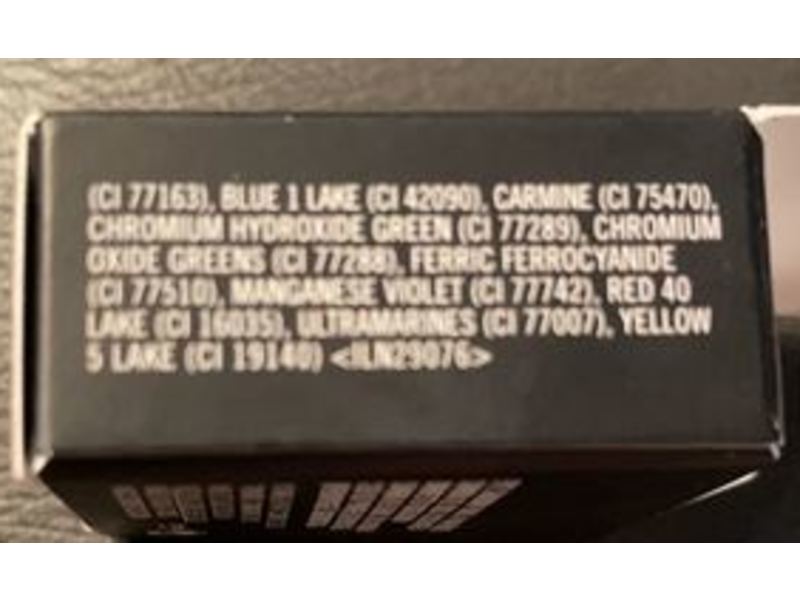 (CI 77163), BLUE 1 LAKE (CI 42090), CARMINE (CI 75470),
CHROMIUM HYDROXIDE GREEN (CI 77289), CHROMIUM
OXIDE GREENS (CI 77288), FERRIC FERROCYANIDE
(CI 77510), MANGANESE VIOLET (CI 77742), RED 40
LAKE (CI 16035), ULTRAMARINES (CI 77007), YELLOW
5 LAKE (CI 19140) <ILN29076>